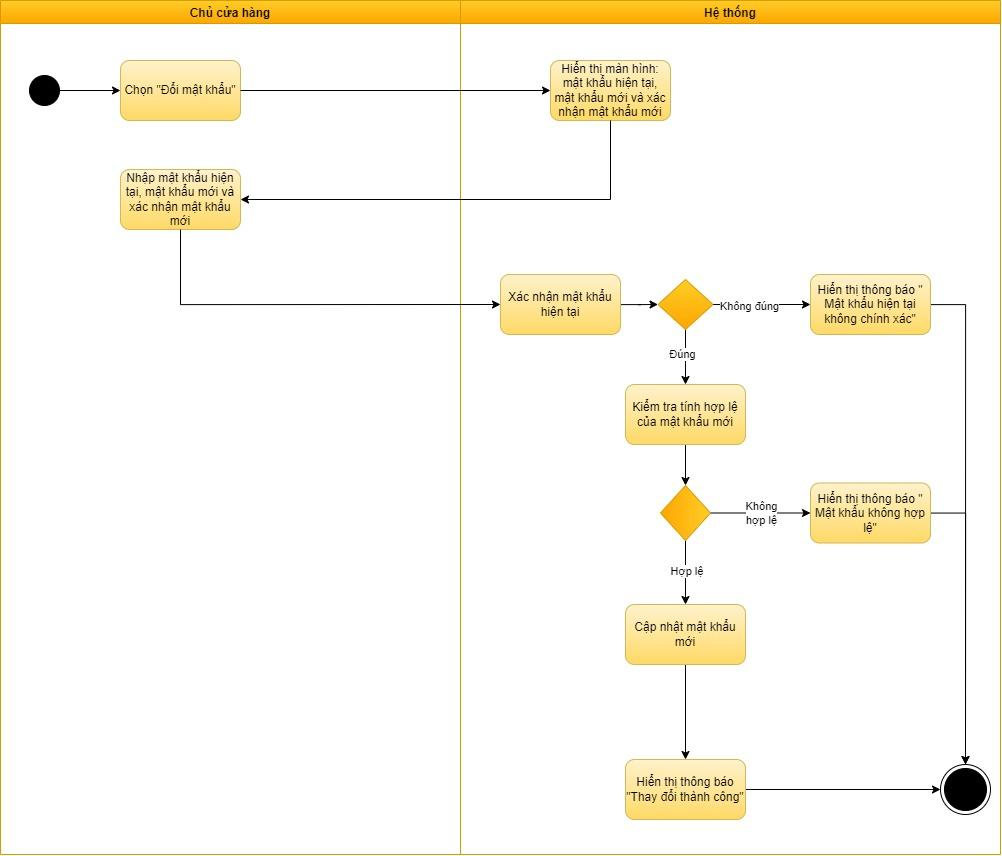 Chủ cửa hàng
Hệ thống
Chọn "Đổi mật khẩu"
Hiển thị màn hình:
mật khẩu hiện tại,
mật khẩu mới và xác
nhận mật khẩu mới
Nhập mật khẩu hiện
tại, mật khẩu mới và
xác nhận mật khẩu
mới
Xác nhận mật khẩu
hiện tại
Không đúng
Hiển thị thông báo "
Mật khẩu hiện tại
không chính xác"
Đúng
Kiểm tra tính hợp lệ
của mật khẩu mới
Không
hợp lệ
Hiển thị thông báo "
Mật khẩu không hợp
lệ"
Hợp lệ
Cập nhật mật khẩu
mới
Hiển thị thông báo
"Thay đổi thành công"